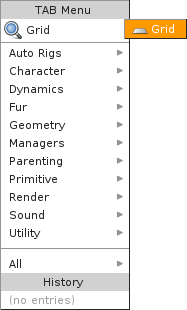 TAB Menu
Grid
Grid
Auto Rigs
Character
Dynamics
Fur
Geometry
Managers
Parenting
Primitive
Render
Sound
Utility
All
History
(no entries)